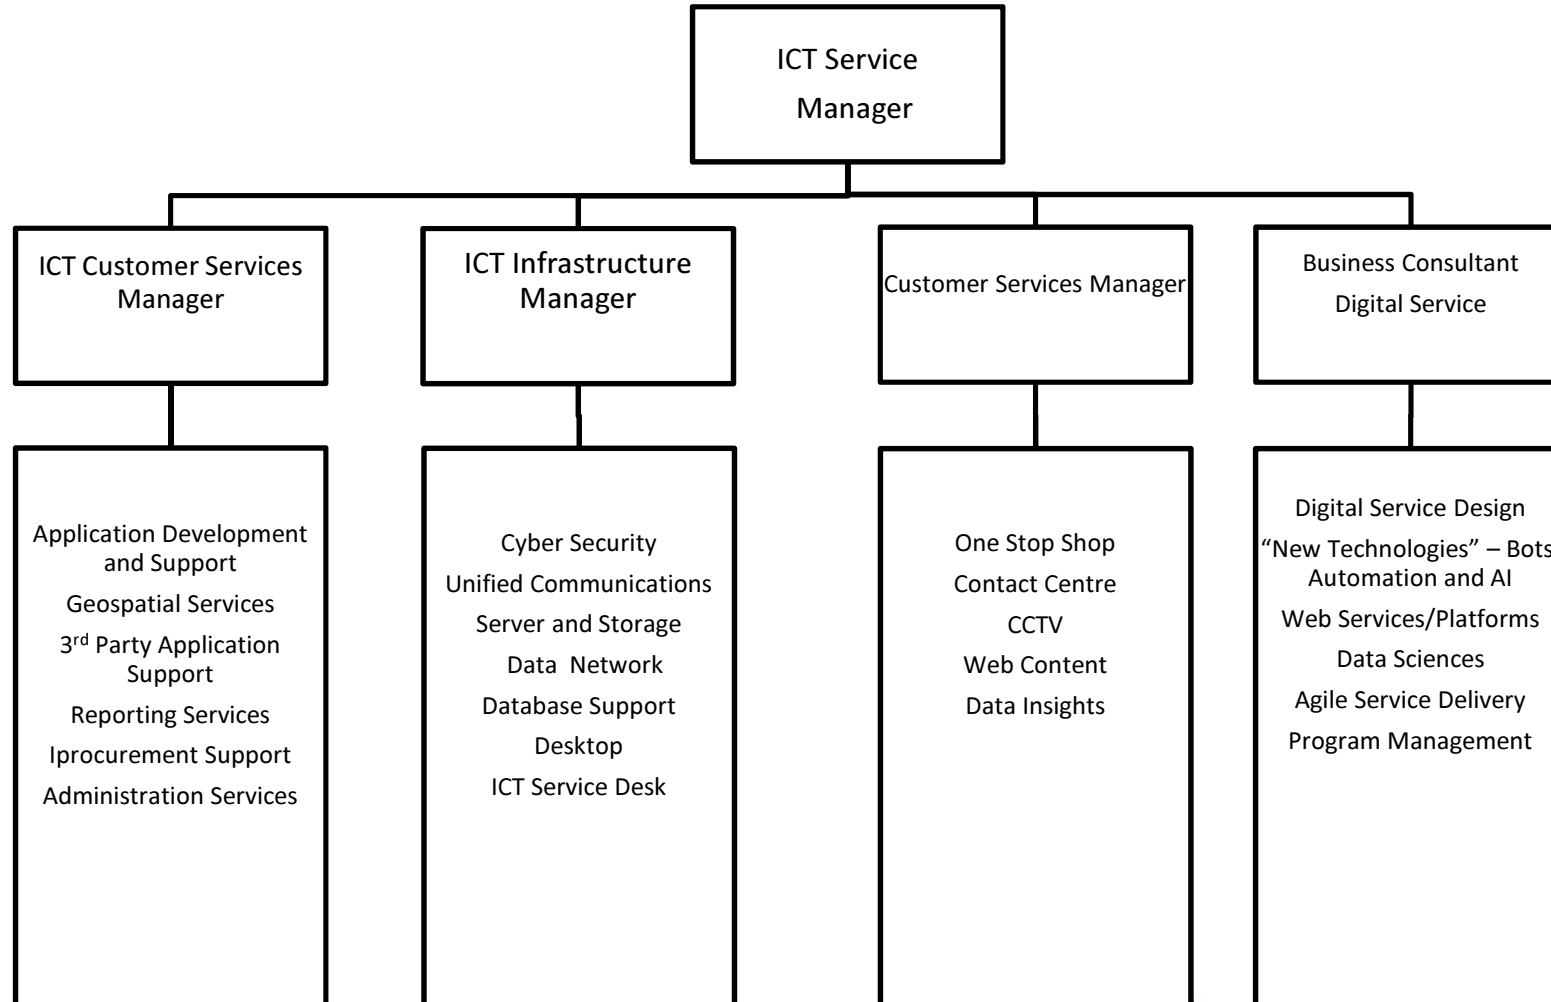 ICT Service
Manager
ICT Customer Services
Manager
ICT Infrastructure
Manager
Customer Services Manager
Business Consultant
Digital Service
Application Development
and Support
Geospatial Services
3rd Party Application
Support
Reporting Services
Iprocurement Support
Administration Services
Cyber Security
Unified Communications
Server and Storage
Data  Network
Database Support
Desktop
ICT Service Desk
One Stop Shop
Contact Centre
CCTV
Web Content
Data Insights
Digital Service Design
“New Technologies” – Bots
Automation and AI
Web Services/Platforms
Data Sciences
Agile Service Delivery
Program Management